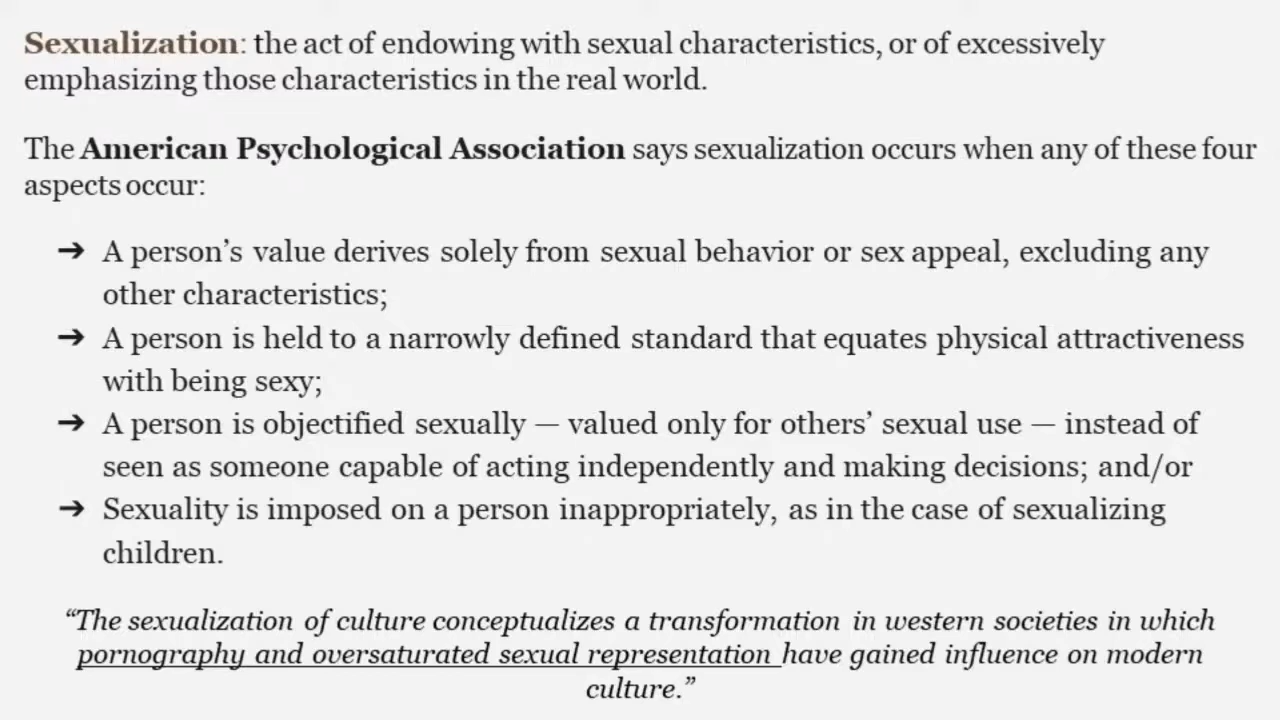 Sexualization: the act of endowing with sexual characteristics, or of excessively
emphasizing those characteristics in the real world.
The American Psychological Association says sexualization occurs when any of these four
aspects occur:
➔ A person’s value derives solely from sexual behavior or sex appeal, excluding any
other characteristics;
➔ A person is held to a narrowly defined standard that equates physical attractiveness
with being sexy;
➔ A person is objectified sexually — valued only for others’ sexual use — instead of
seen as someone capable of acting independently and making decisions; and/or
➔ Sexuality is imposed on a person inappropriately, as in the case of sexualizing
children.
“The sexualization of culture conceptualizes a transformation in western societies in which
pornography and oversaturated sexual representation have gained influence on modern
culture.”